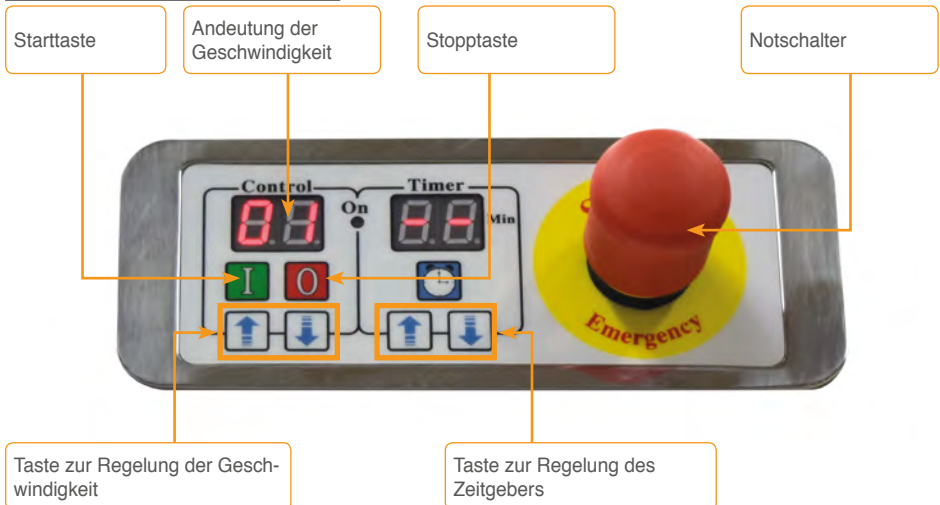 Starttaste
Andeutung der
Geschwindigkeit
Stopptaste
Notschalter
Control
Timer
01
On
--
Min
I
0
Emergency
Taste zur Regelung der Gesch-
windigkeit
Taste zur Regelung des
Zeitgebers